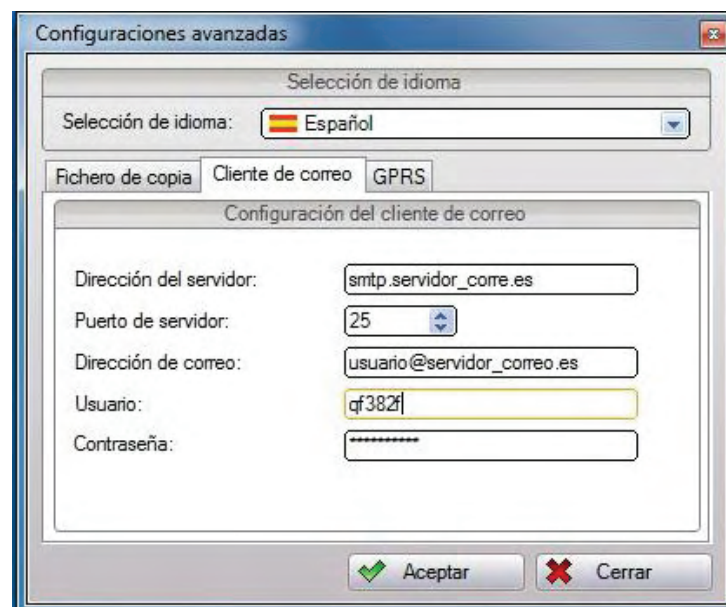 Configuraciones avanzadas
Selección de idioma
Selección de idioma: Español
Fichero de copia Cliente de correo GPRS
Configuración del cliente de correo
Dirección del servidor: smtp.servidor_corre.es
Puerto de servidor: 25
Dirección de correo: usuario@servidor_correo.es
Usuario: qf382f
Contraseña: **********
Aceptar Cerrar